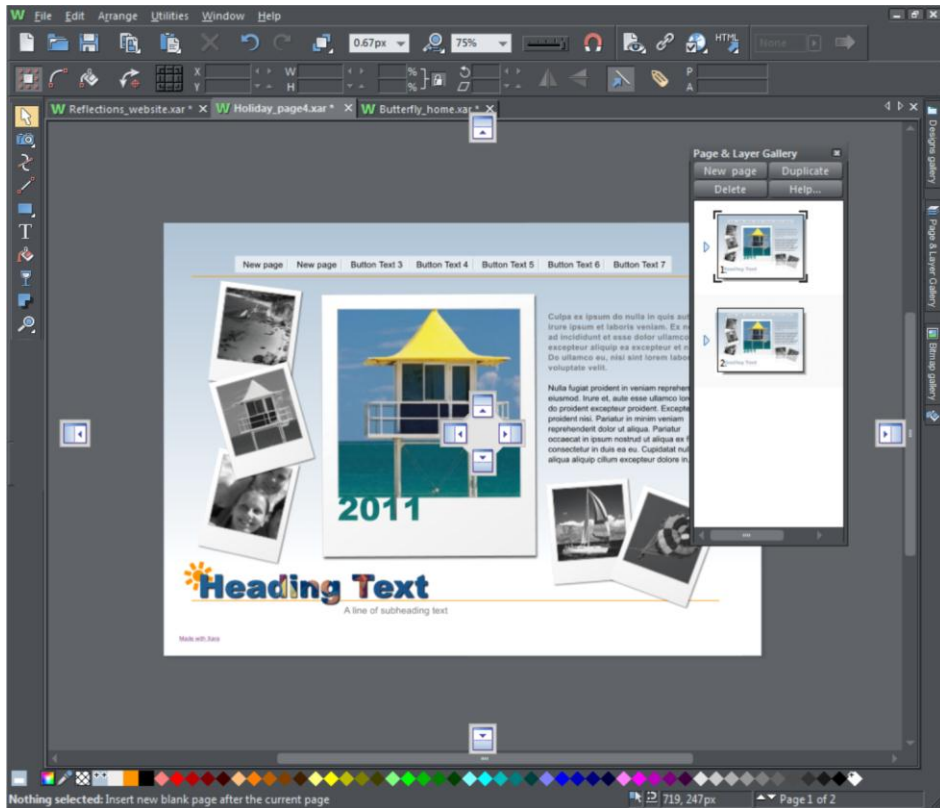 File Edit Arrange Utilities Window Help
0.67px 75% HTML None
X W % P
Y H % A
Reflections_website.xar * X Holiday_page4.xar * X Butterfly_home.xar * X
Page & Layer Gallery
New page Duplicate
Delete Help...
1 Heading Text
2 Heading Text
Designs gallery
Page & Layer Gallery
Bitmap gallery
New page New page Button Text 3 Button Text 4 Button Text 5 Button Text 6 Button Text 7
Culpa ex ipsum do nulla in quis aut
irure ipsum et laboris veniam. Ex
ad incididunt et esse dolor ullamco
excepteur aliquip ea excepteur et
Do ullamco eu, nisi sint lorem
voluptate velit.
Nulla fugiat proident in veniam
eiusmod. Irure et, aute esse ullamco
do proident excepteur proident.
proident nisi. Pariatur in minim veniam
reprehenderit dolor ut aliqua. Pariatur
occaecat in ipsum nostrud ut aliqua ex
consectetur in duis ea eu. Cupidatat
aliqua aliquip cillum excepteur dolore in.
2011
Heading Text
A line of subheading text
Made with Xara
Nothing selected: Insert new blank page after the current page 719, 247px Page 1 of 2